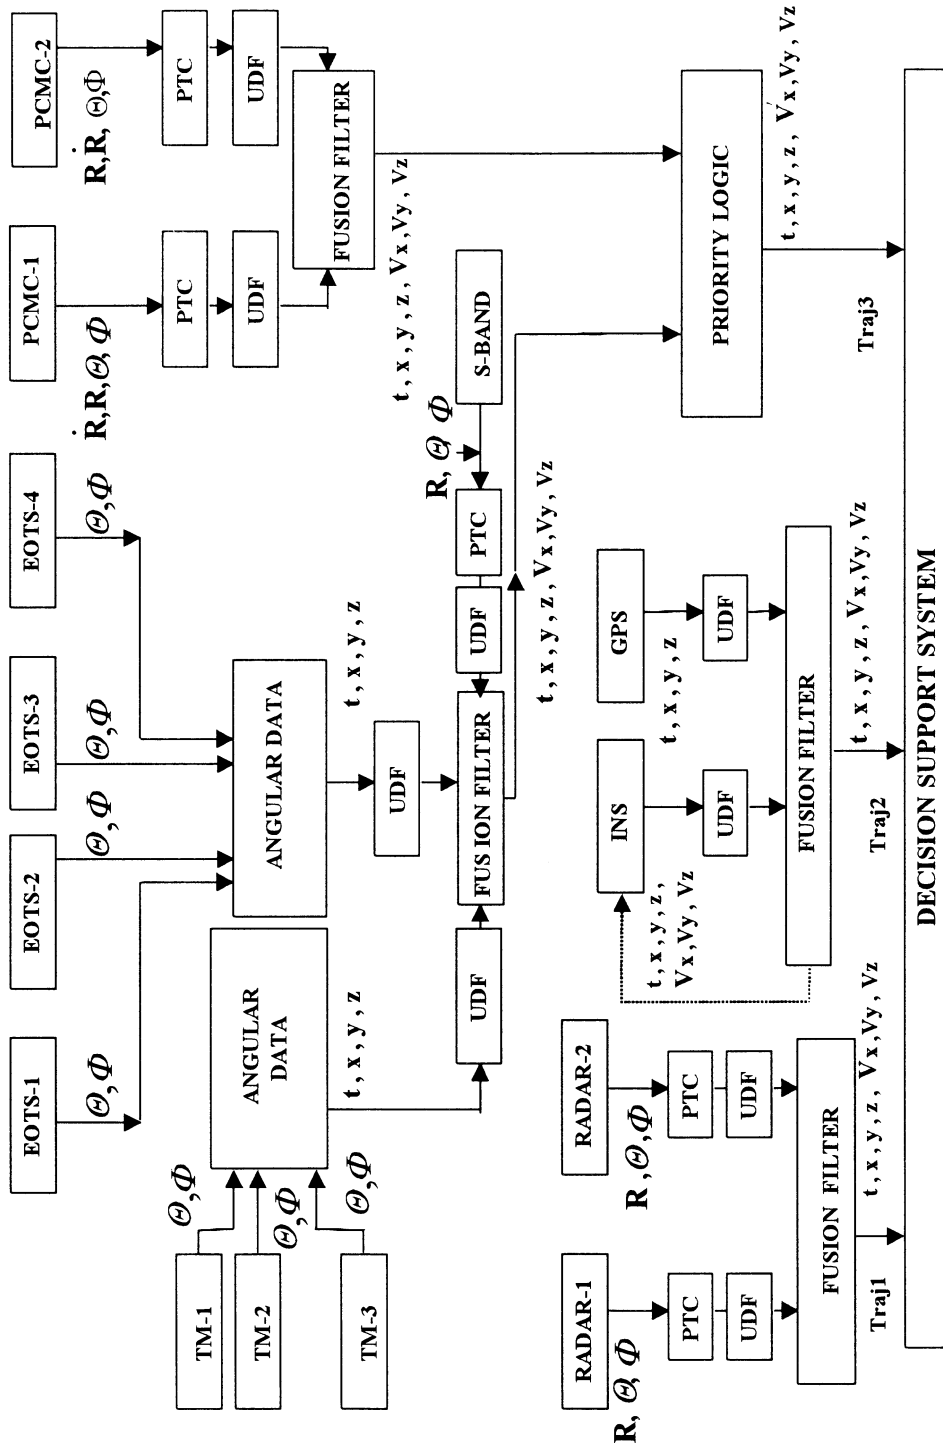 EOTS-1
EOTS-2
EOTS-3
EOTS-4
PCMC-1
PCMC-2
Θ,Φ
Θ,Φ
Θ,Φ
Θ,Φ
Ṙ,R,Θ,Φ
R,Ṙ, Θ,Φ
TM-1
TM-2
TM-3
Θ,Φ
Θ,Φ
Θ,Φ
ANGULAR
DATA
ANGULAR DATA
PTC
UDF
PTC
UDF
FUSION FILTER
t , x , y , z
t , x , y , z
t , x , y , z , Vx,Vy , Vz
UDF
UDF
FUSION FILTER
UDF
PTC
R, Θ, Φ
S-BAND
t , x , y , z , Vx,Vy , Vz
RADAR-1
RADAR-2
INS
GPS
R, Θ,Φ
R ,Θ,Φ
t , x , y , z ,
Vx,Vy , Vz
t , x , y , z
PTC
UDF
PTC
UDF
UDF
UDF
PRIORITY LOGIC
FUSION FILTER
FUSION FILTER
t , x , y , z , Vx,Vy , Vz
t , x , y , z , Vx,Vy , Vz
t , x , y , z , Vx,Vy , Vz
Traj1
Traj2
Traj3
DECISION SUPPORT SYSTEM